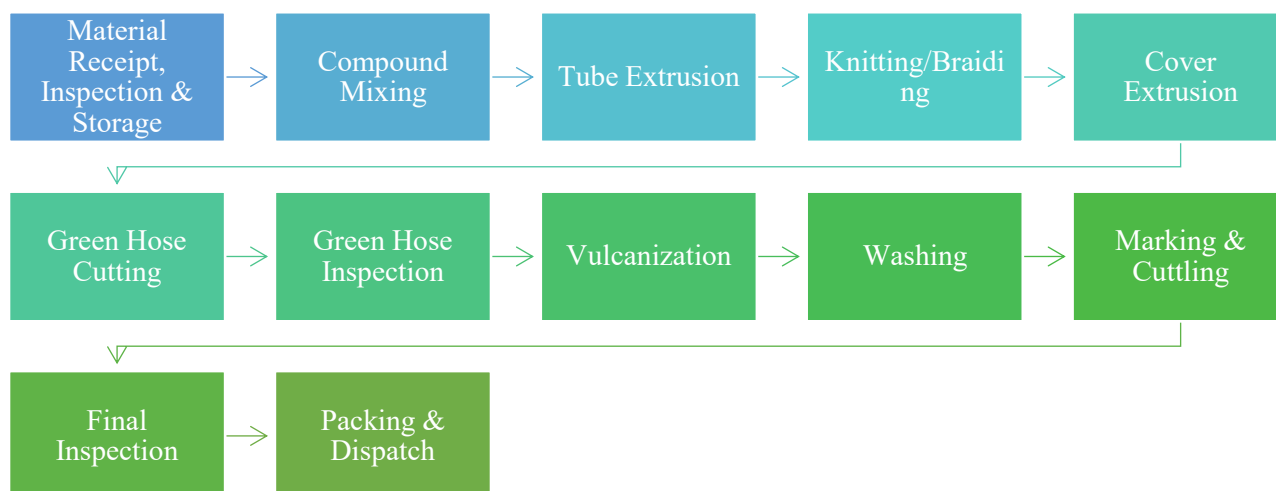 Material
Receipt,
Inspection &
Storage
Compound
Mixing
Tube Extrusion
Knitting/Braidi
ng
Cover
Extrusion
Green Hose
Cutting
Green Hose
Inspection
Vulcanization
Washing
Marking &
Cuttling
Final
Inspection
Packing &
Dispatch